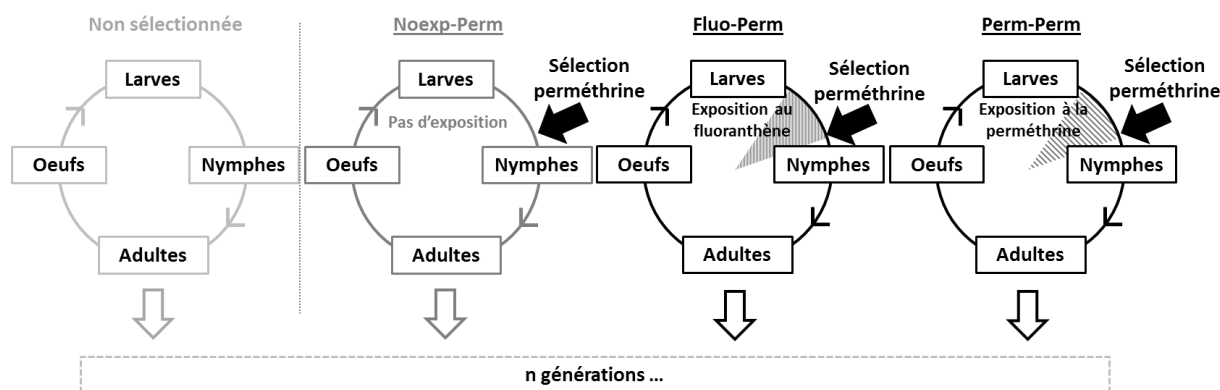 Non sélectionnée
Larves
Oeufs
Nymphes
Adultes
Noexp-Perm
Larves
Sélection
perméthrine
Pas d'exposition
Oeufs
Nymphes
Adultes
Fluo-Perm
Larves
Sélection
perméthrine
Exposition au
fluoranthène
Oeufs
Nymphes
Adultes
Perm-Perm
Larves
Sélection
perméthrine
Exposition à la
perméthrine
Oeufs
Nymphes
Adultes
n générations ...